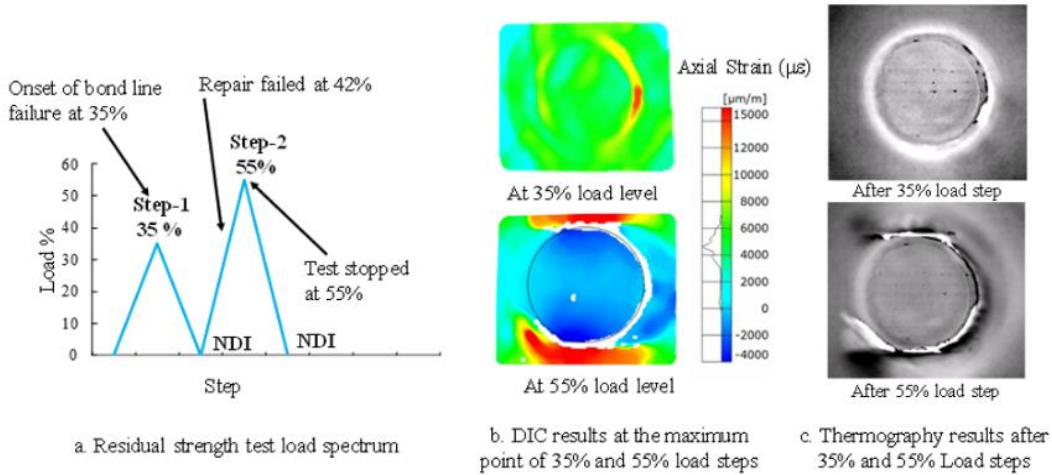 Onset of bond line
failure at 35%
Repair failed at 42%
Step-2
55%
Step-1
35 %
Load %
60
50
40
30
20
10
0
NDI
NDI
Test stopped
at 55%
Step
a. Residual strength test load spectrum
At 35% load level
At 55% load level
Axial Strain (με)
[μm/m]
15000
12000
10000
8000
6000
4000
2000
0
-2000
-4000
b. DIC results at the maximum
point of 35% and 55% load steps
After 35% load step
After 55% load step
c. Thermography results after
35% and 55% Load steps